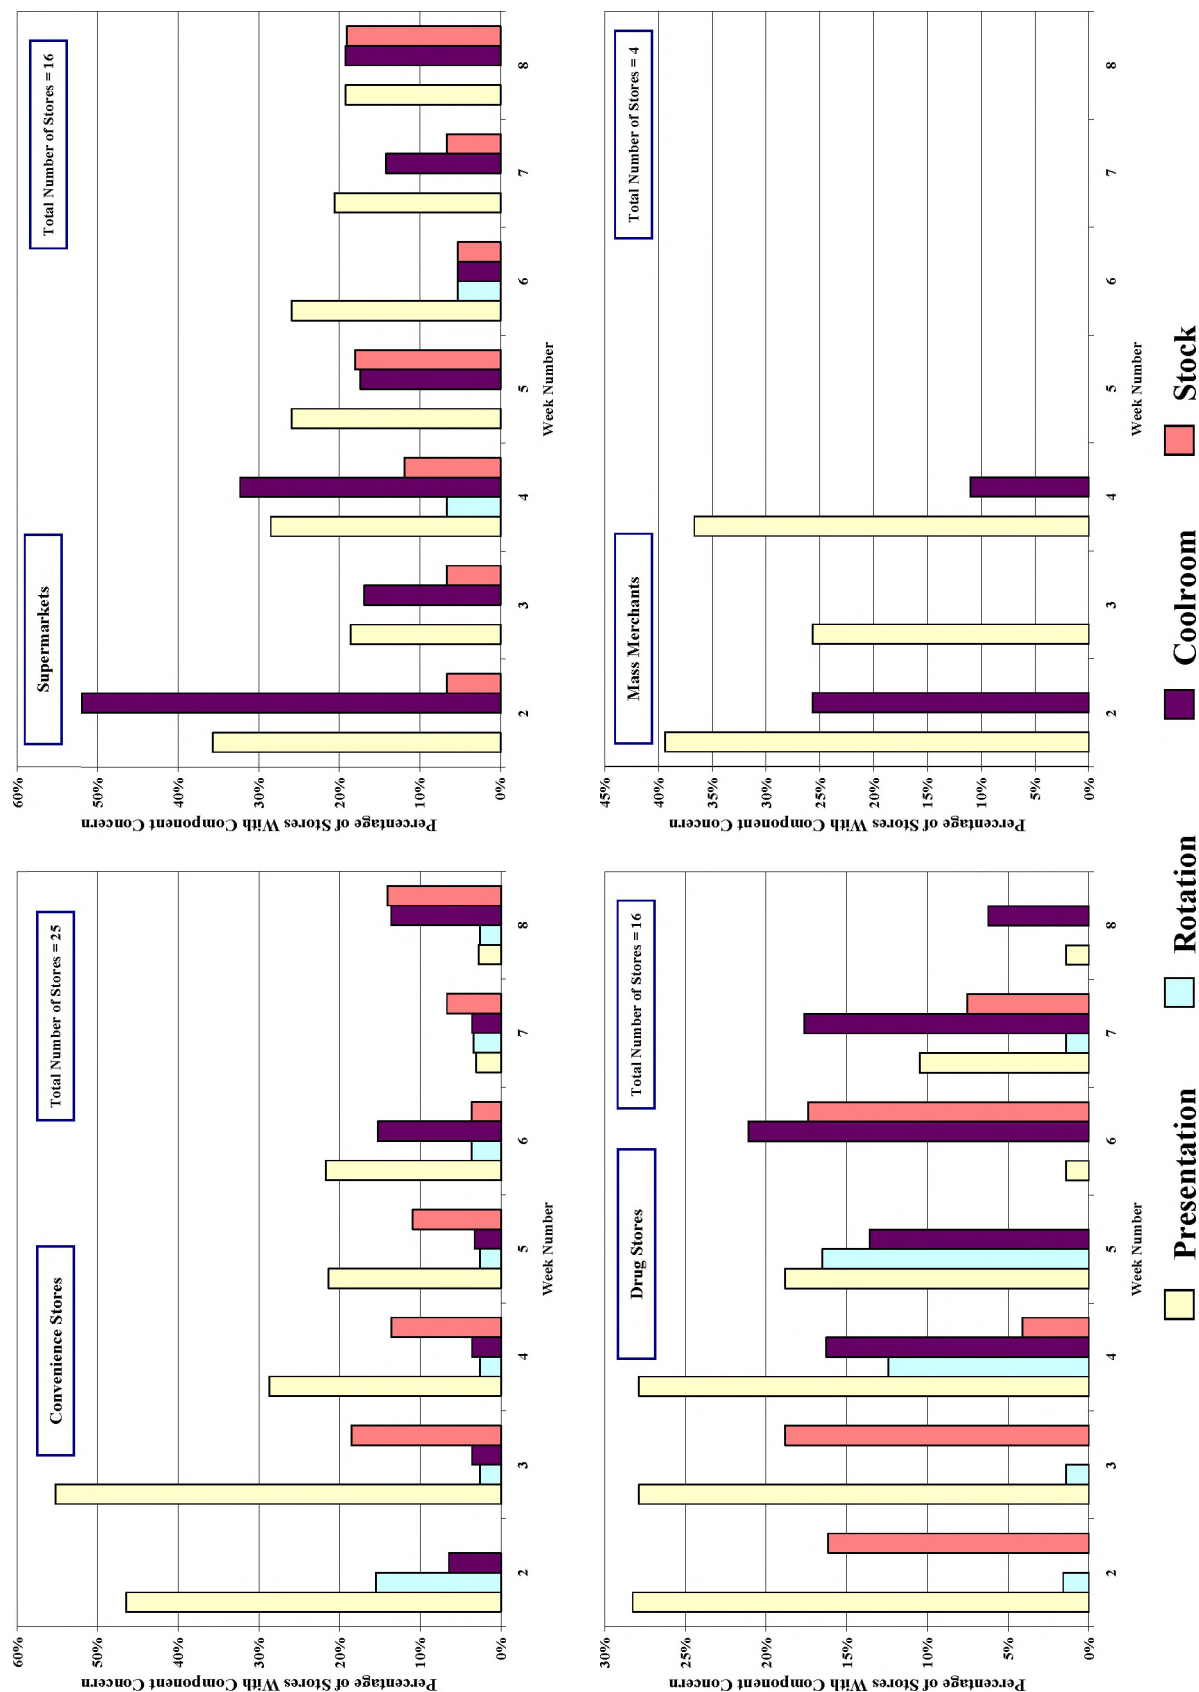 Convenience Stores
Total Number of Stores = 25
Percentage of Stores With Component Concern
60%
50%
40%
30%
20%
10%
0%
2 3 4 5 6 7 8
Week Number
Supermarkets
Total Number of Stores = 16
Percentage of Stores With Component Concern
60%
50%
40%
30%
20%
10%
0%
2 3 4 5 6 7 8
Week Number
Drug Stores
Total Number of Stores = 16
Percentage of Stores With Component Concern
30%
25%
20%
15%
10%
5%
0%
2 3 4 5 6 7 8
Week Number
Mass Merchants
Total Number of Stores = 4
Percentage of Stores With Component Concern
45%
40%
35%
30%
25%
20%
15%
10%
5%
0%
2 3 4 5 6 7 8
Week Number
Presentation Rotation Coolroom Stock